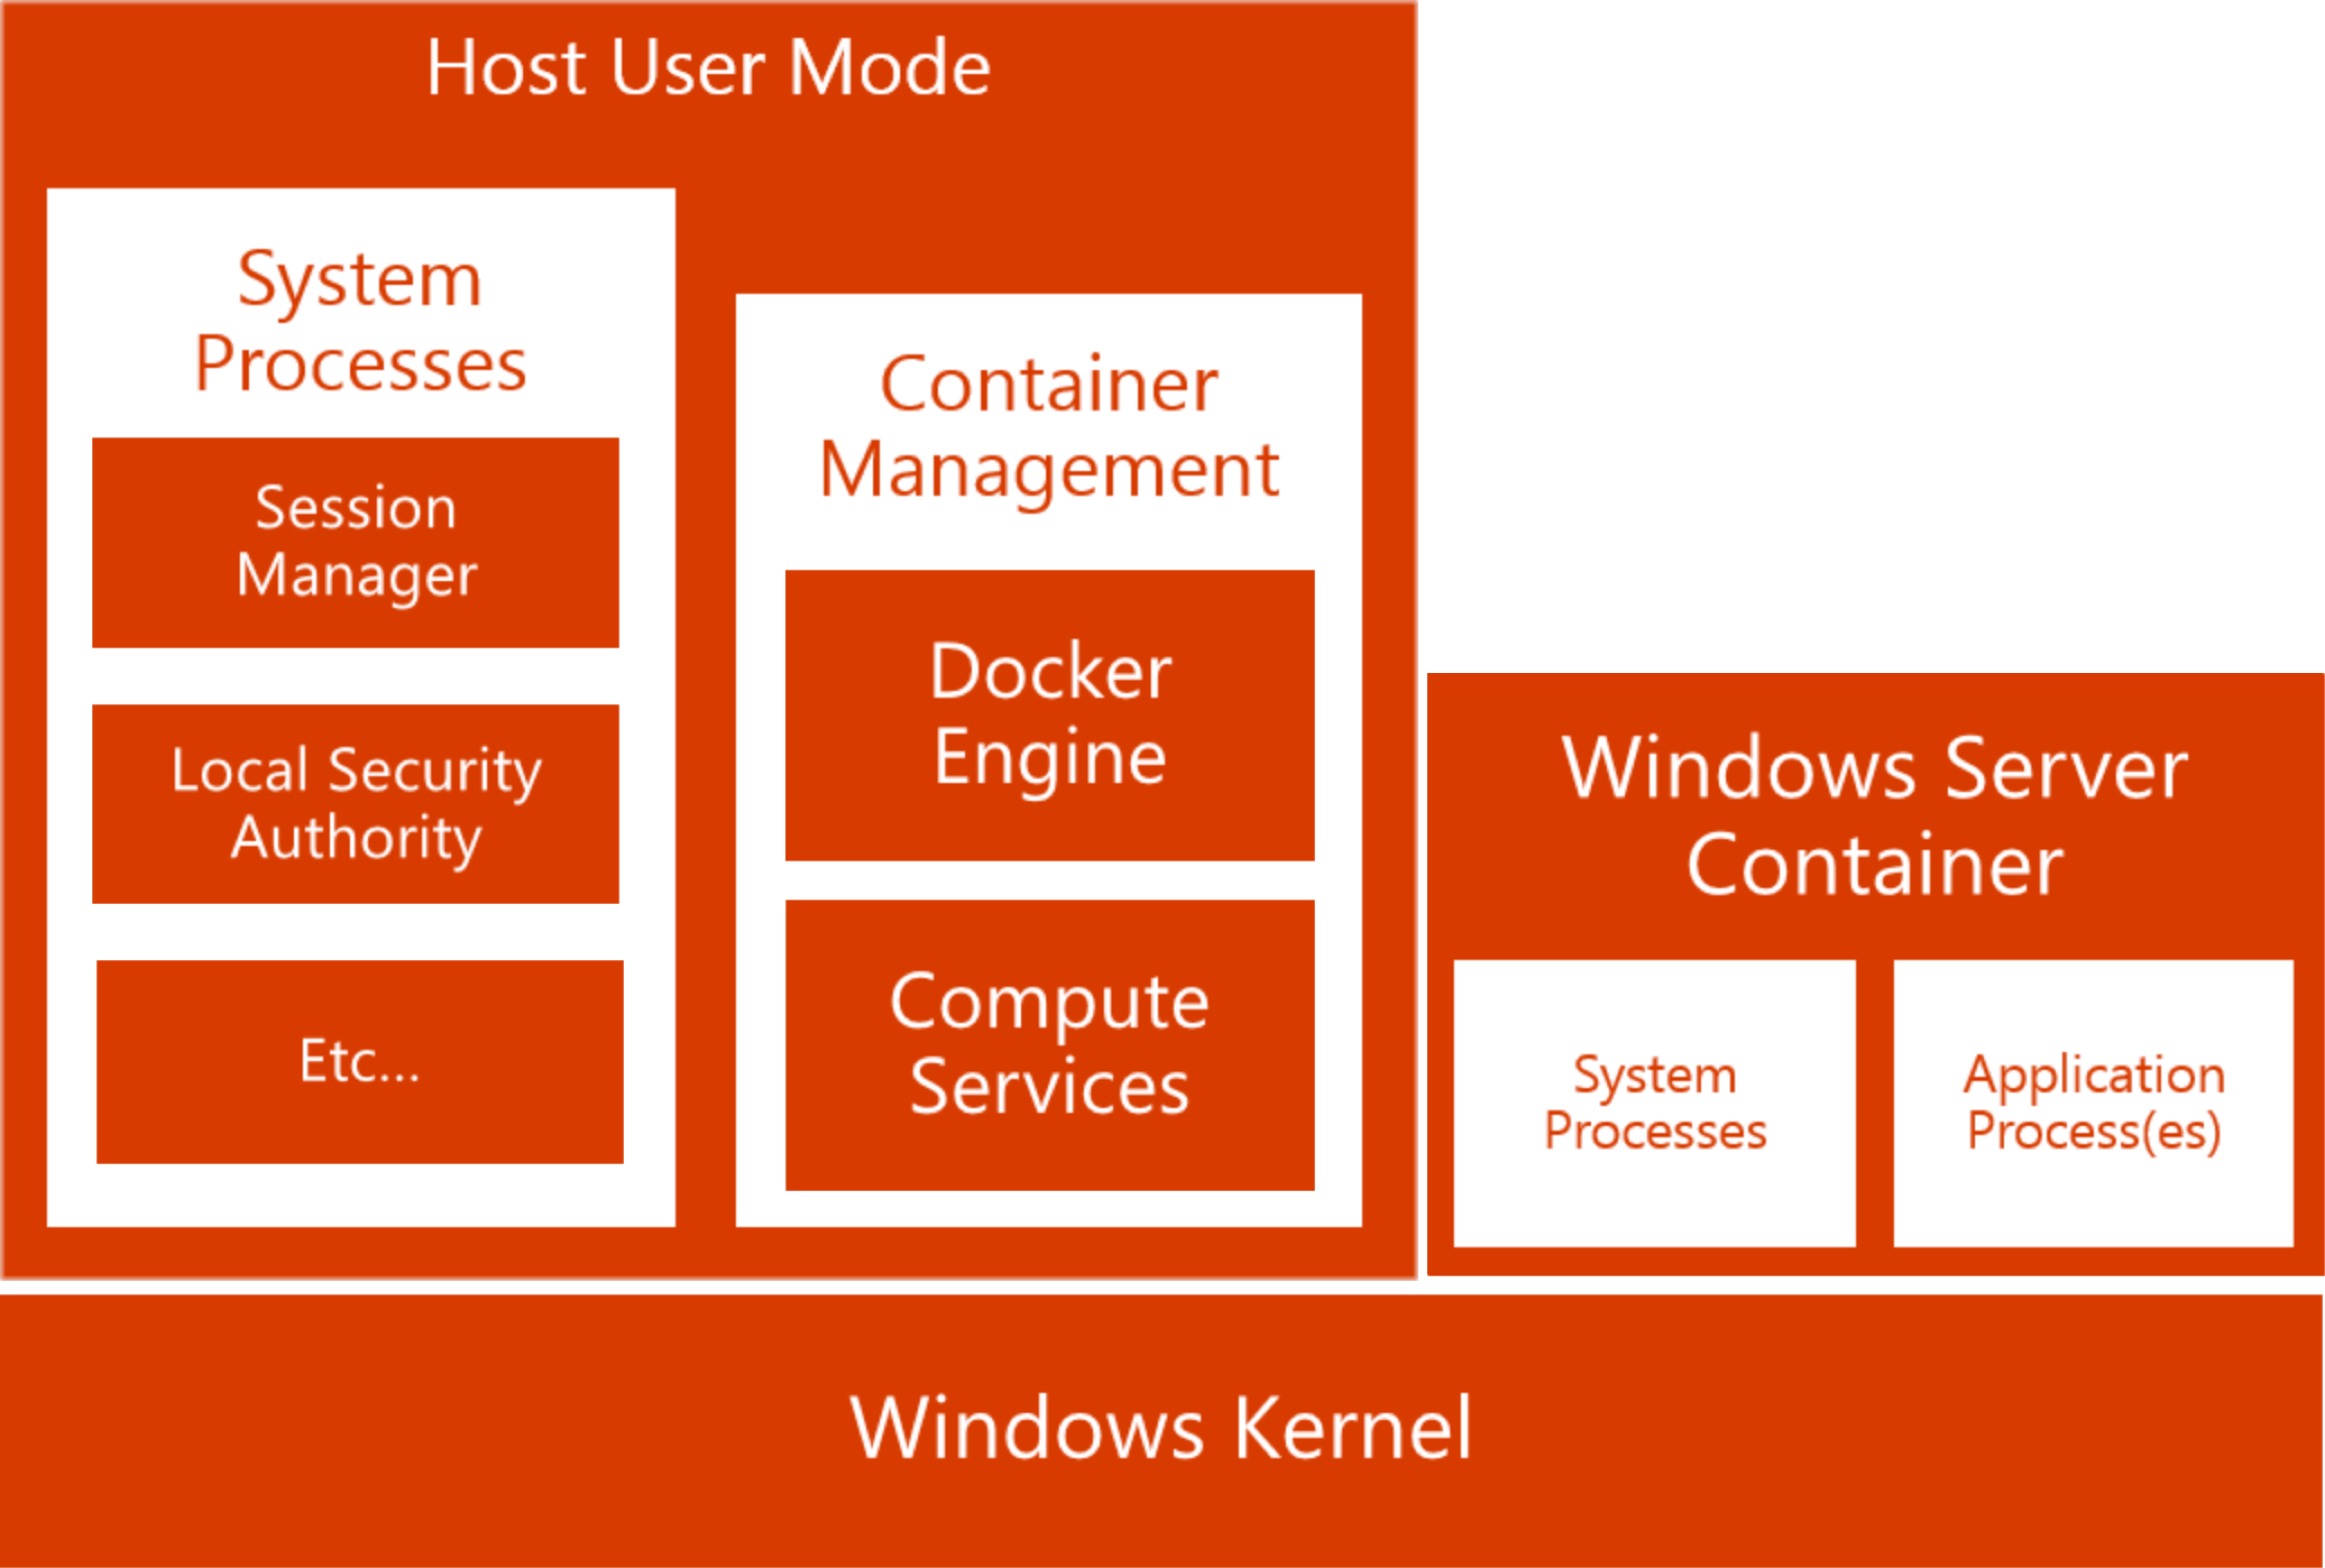 Host User Mode
System
Processes
Session
Manager
Local Security
Authority
Etc...
Container
Management
Docker
Engine
Compute
Services
Windows Server
Container
System
Processes
Application
Process(es)
Windows Kernel